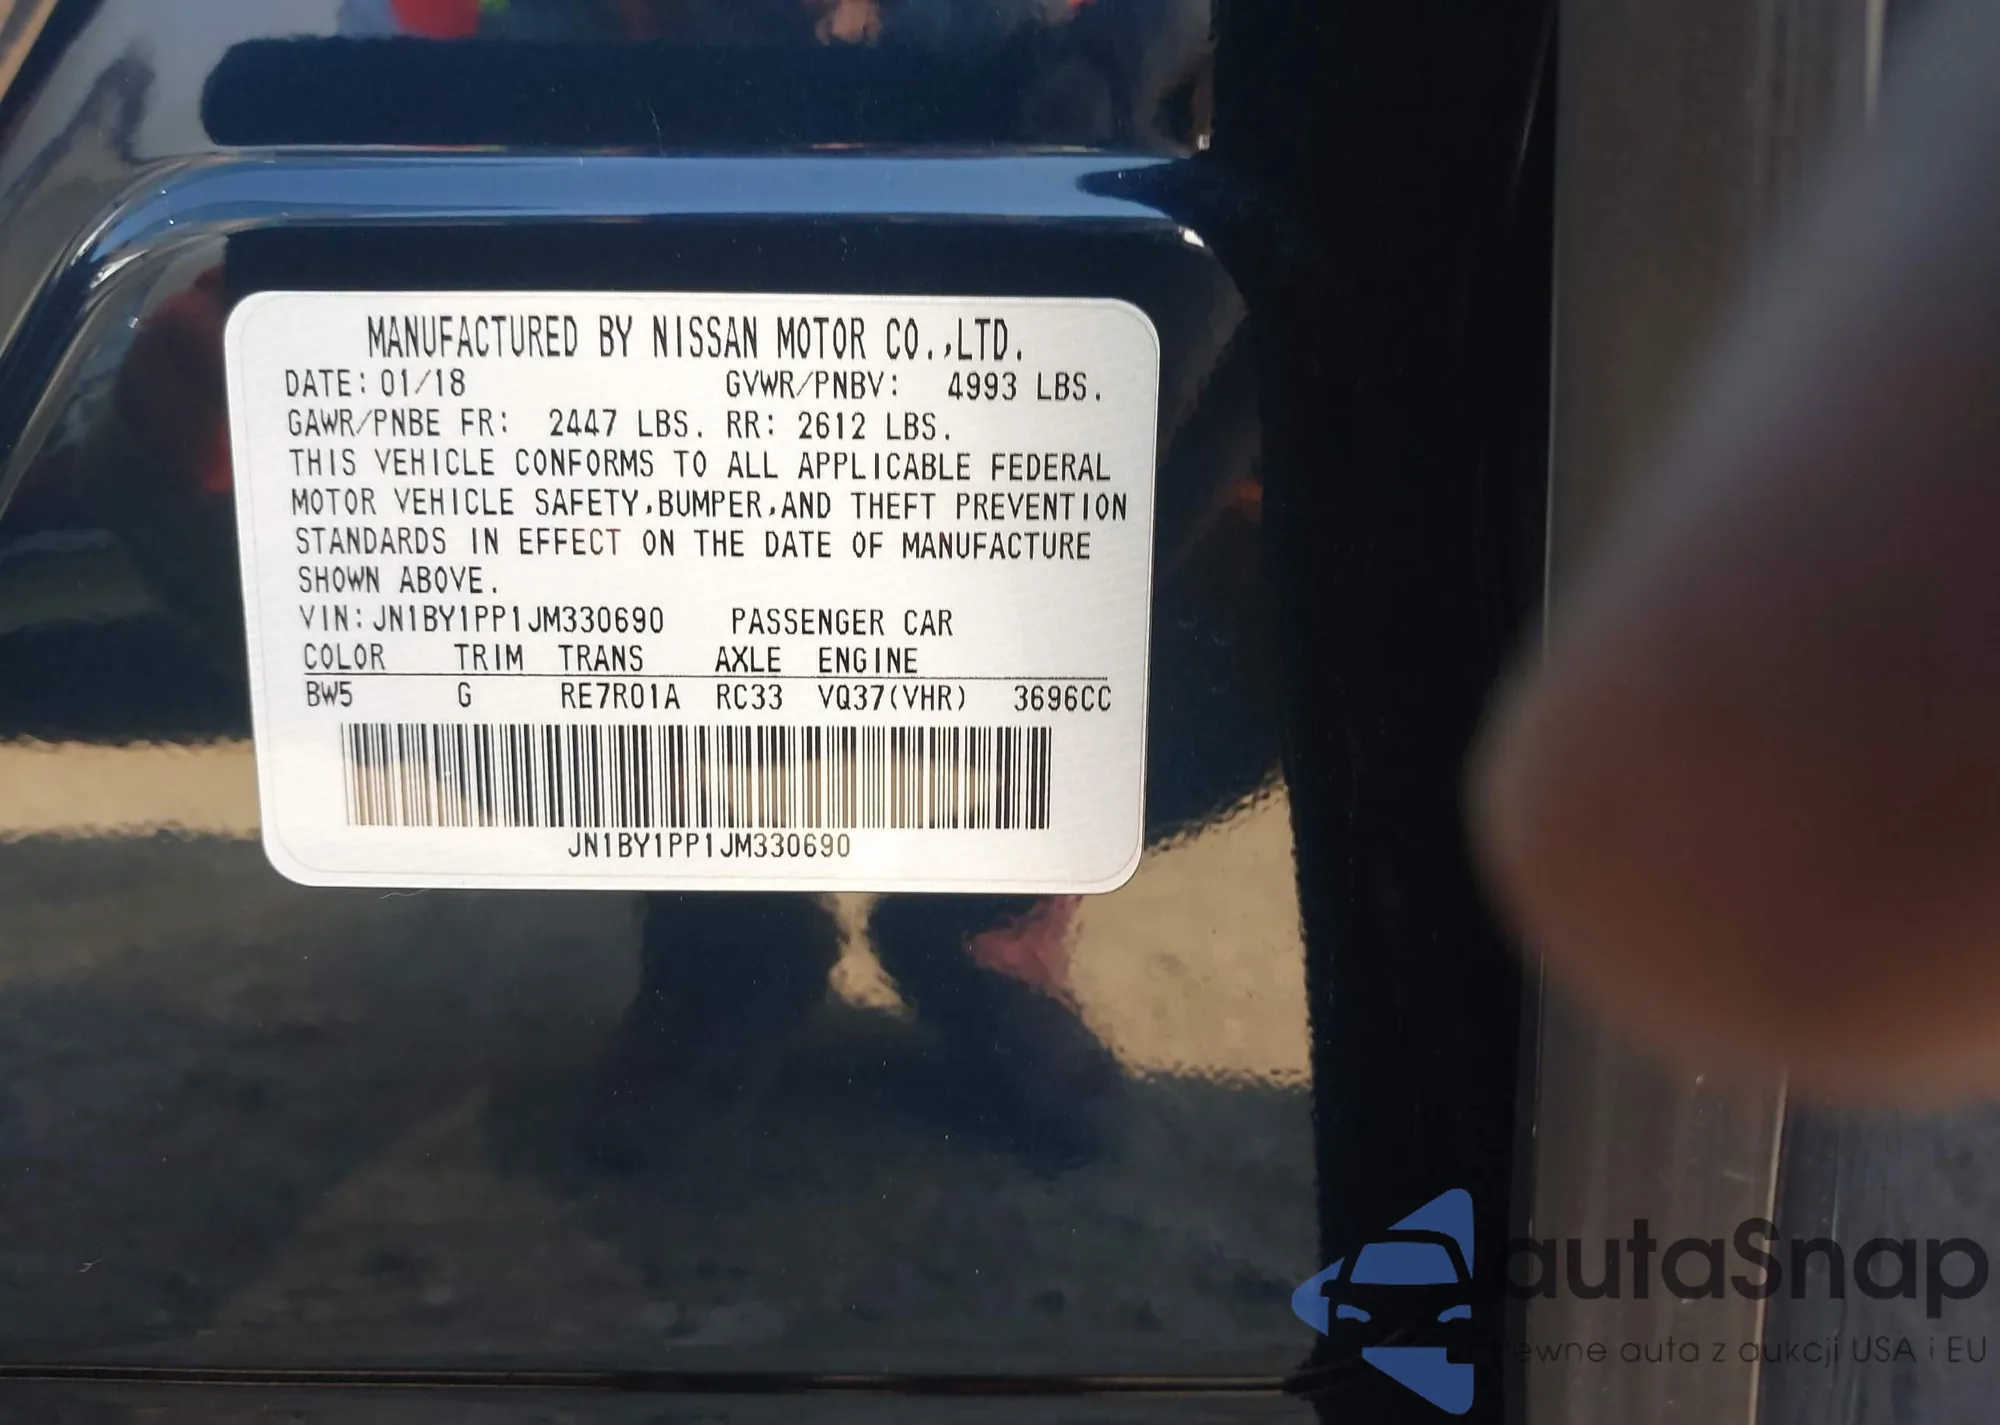 MANUFACTURED BY NISSAN MOTOR CO.,LTD.
DATE: 01/18 GVWR/PNBV: 4993 LBS.
GAWR/PNBE FR: 2447 LBS. RR: 2612 LBS.
THIS VEHICLE CONFORMS TO ALL APPLICABLE FEDERAL
MOTOR VEHICLE SAFETY,BUMPER,AND THEFT PREVENTION
STANDARDS IN EFFECT ON THE DATE OF MANUFACTURE
SHOWN ABOVE.
VIN:JN1BY1PP1JM330690 PASSENGER CAR
COLOR TRIM TRANS AXLE ENGINE
BW5 G RE7R01A RC33 VQ37(VHR) 3696CC
JN1BY1PP1JM330690
autaSnap
auta z aukcji USA i EU